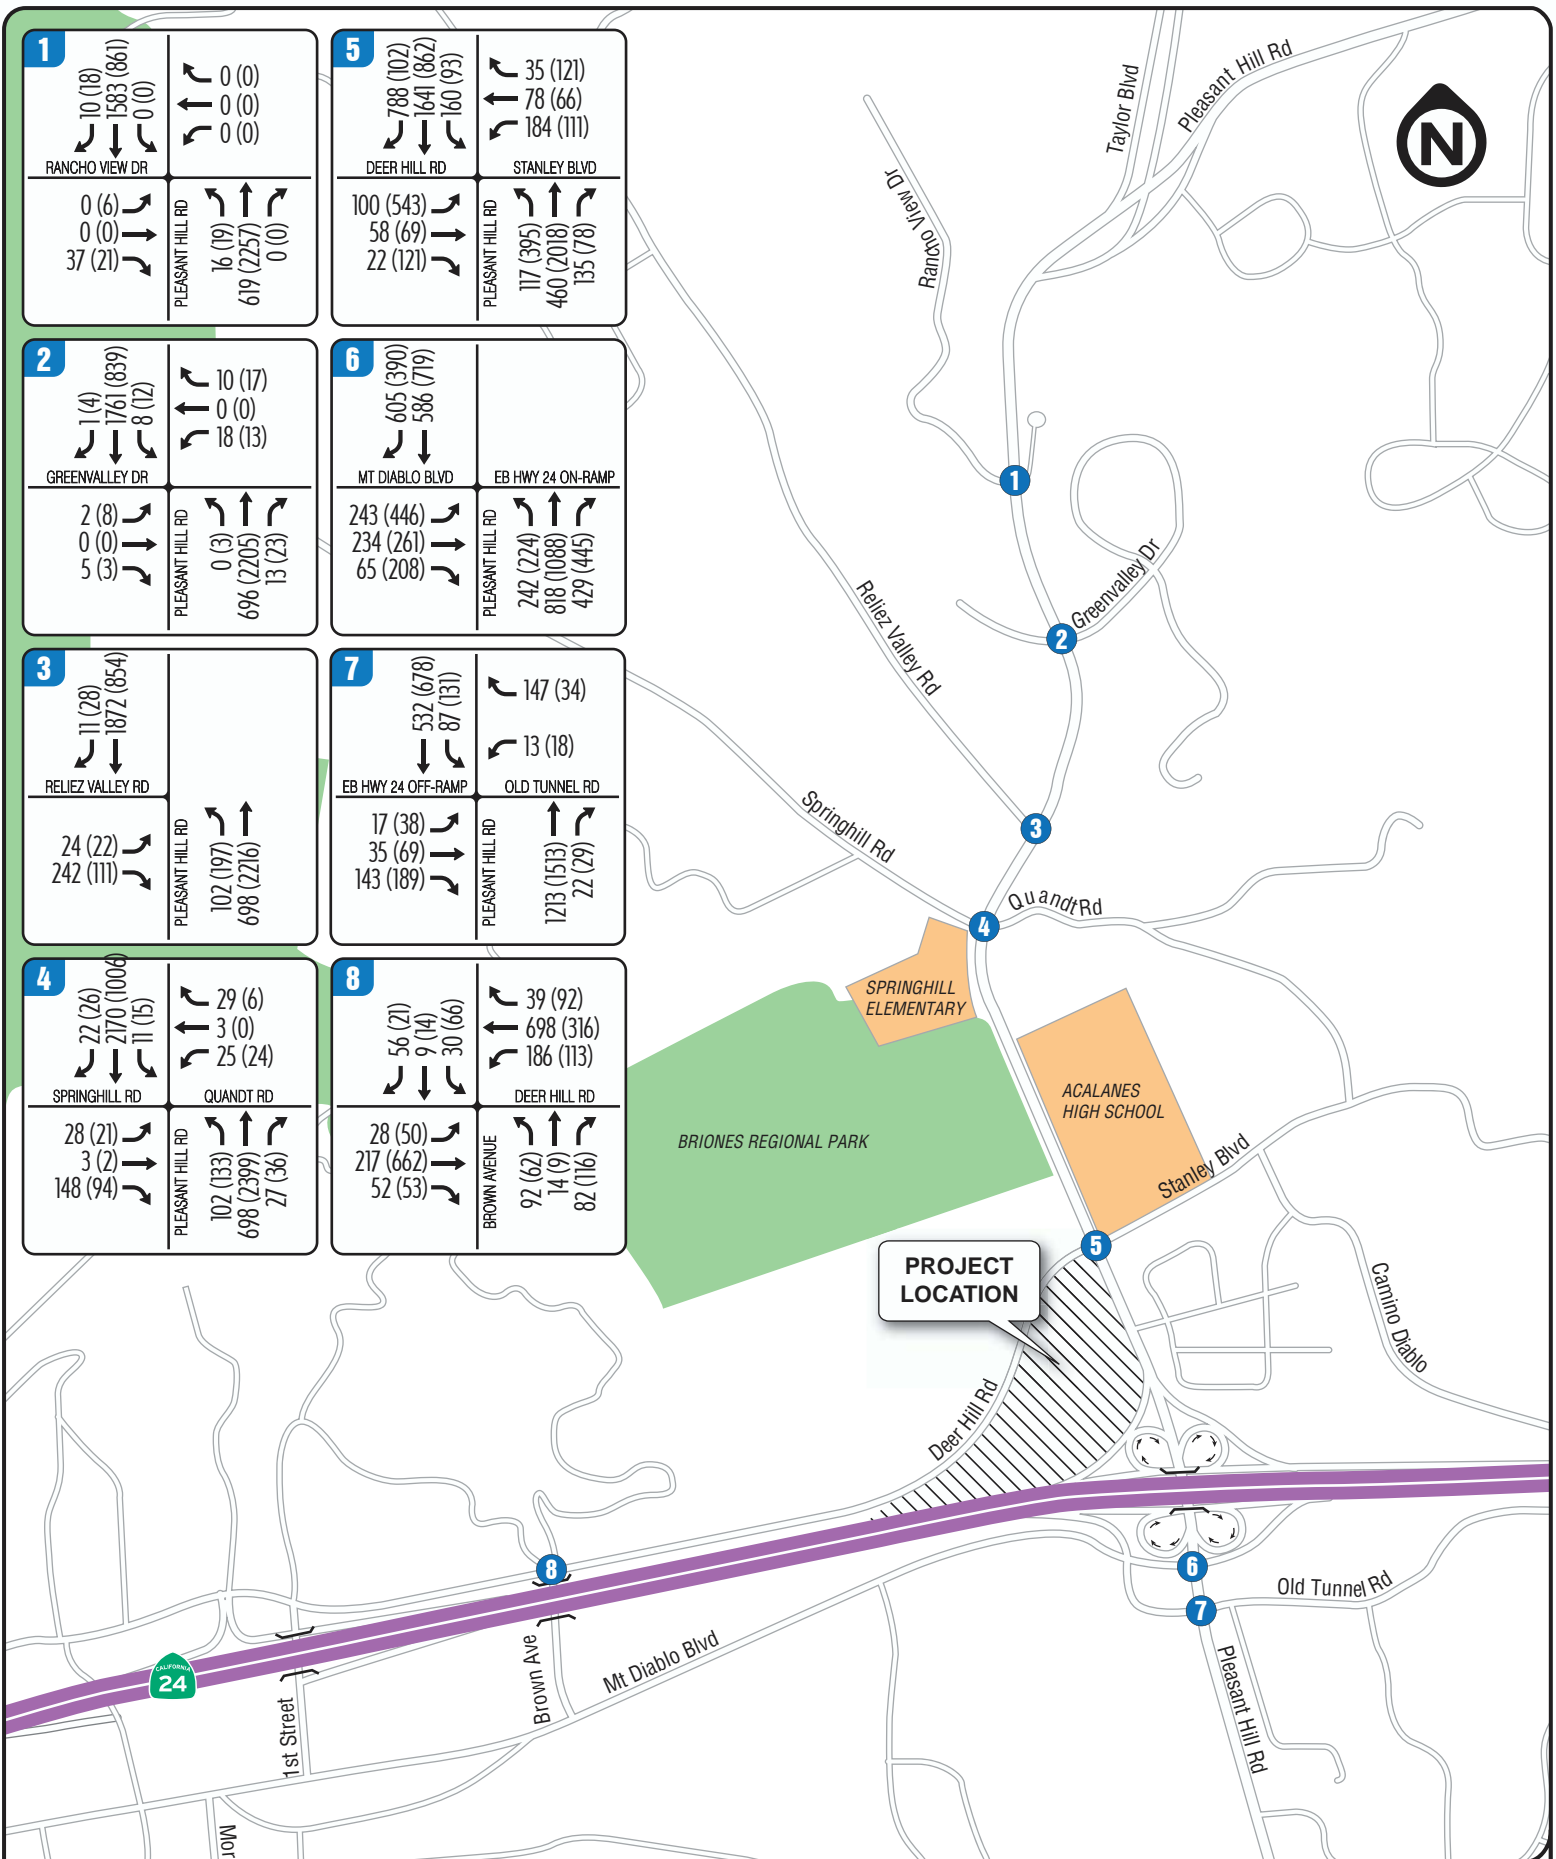 1
10 (18)
1583 (861)
0 (0)
0 (0)
0 (0)
0 (0)
RANCHO VIEW DR
0 (6)
0 (0)
37 (21)
PLEASANT HILL RD
16 (19)
619 (2257)
0 (0)
5
788 (102)
1641 (862)
160 (93)
35 (121)
78 (66)
184 (111)
DEER HILL RD
STANLEY BLVD
100 (543)
58 (69)
22 (121)
PLEASANT HILL RD
117 (395)
460 (2018)
135 (78)
2
1 (4)
1761 (839)
8 (12)
10 (17)
0 (0)
18 (13)
GREENVALLEY DR
2 (8)
0 (0)
5 (3)
PLEASANT HILL RD
0 (3)
696 (2205)
13 (23)
6
605 (390)
586 (719)
MT DIABLO BLVD
EB HWY 24 ON-RAMP
243 (446)
234 (261)
65 (208)
PLEASANT HILL RD
242 (224)
818 (1088)
429 (445)
3
11 (28)
1872 (854)
RELIEZ VALLEY RD
24 (22)
242 (111)
PLEASANT HILL RD
102 (197)
698 (2216)
7
532 (678)
87 (131)
147 (34)
13 (18)
EB HWY 24 OFF-RAMP
OLD TUNNEL RD
17 (38)
35 (69)
143 (189)
PLEASANT HILL RD
1213 (1513)
22 (29)
4
22 (26)
2170 (1006)
11 (15)
29 (6)
3 (0)
25 (24)
SPRINGHILL RD
QUANDT RD
28 (21)
3 (2)
148 (94)
PLEASANT HILL RD
102 (133)
698 (2399)
27 (36)
8
56 (21)
9 (14)
30 (66)
39 (92)
698 (316)
186 (113)
DEER HILL RD
28 (50)
217 (662)
52 (53)
BROWN AVENUE
92 (62)
14 (9)
82 (116)
Taylor Blvd
Pleasant Hill Rd
N
Rancho View Dr
1
Greenvalley Dr
2
Reliez Valley Rd
3
Springhill Rd
Quandt Rd
4
SPRINGHILL
ELEMENTARY
ACALANES
HIGH SCHOOL
BRIONES REGIONAL PARK
Stanley Blvd
5
PROJECT
LOCATION
Camino Diablo
Deer Hill Rd
8
6
7
Old Tunnel Rd
Brown Ave
Mt Diablo Blvd
CALIFORNIA
24
1st Street
Pleasant Hill Rd
Mor